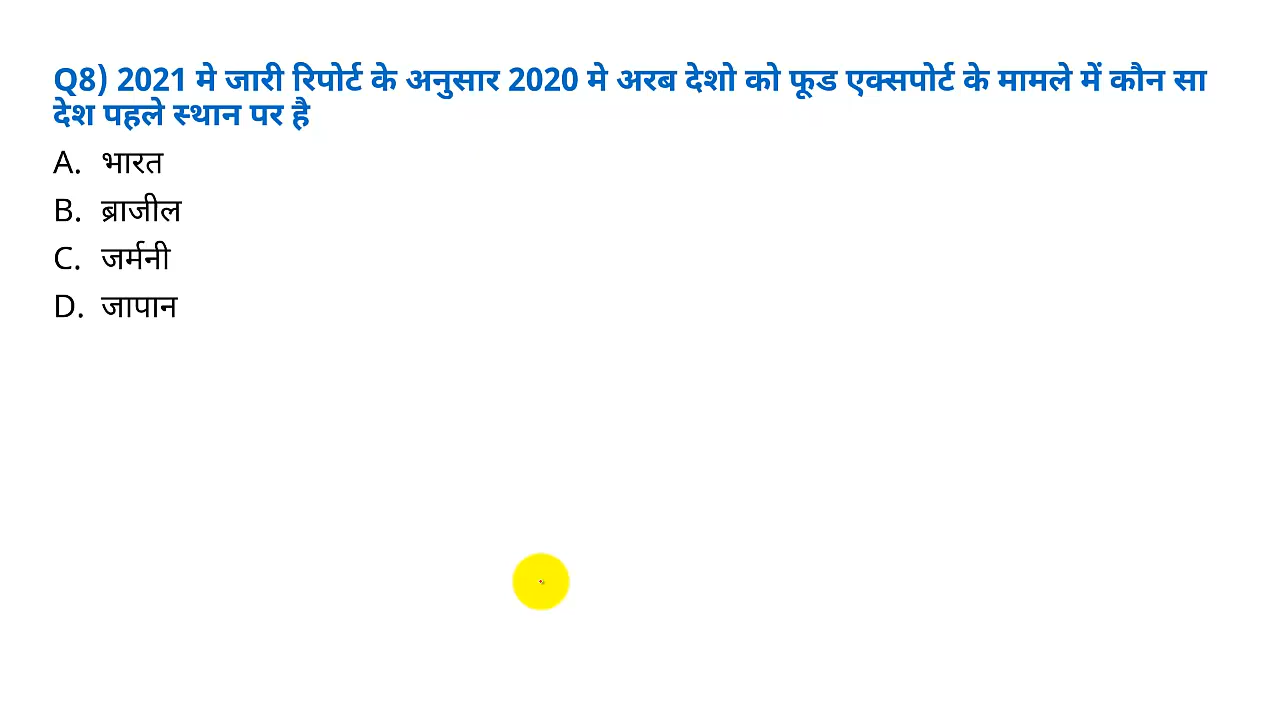 Q8) 2021 मे जारी रिपोर्ट के अनुसार 2020 मे अरब देशो को फूड एक्सपोर्ट के मामले में कौन सा
देश पहले स्थान पर है
A. भारत
B. ब्राजील
C. जर्मनी
D. जापान